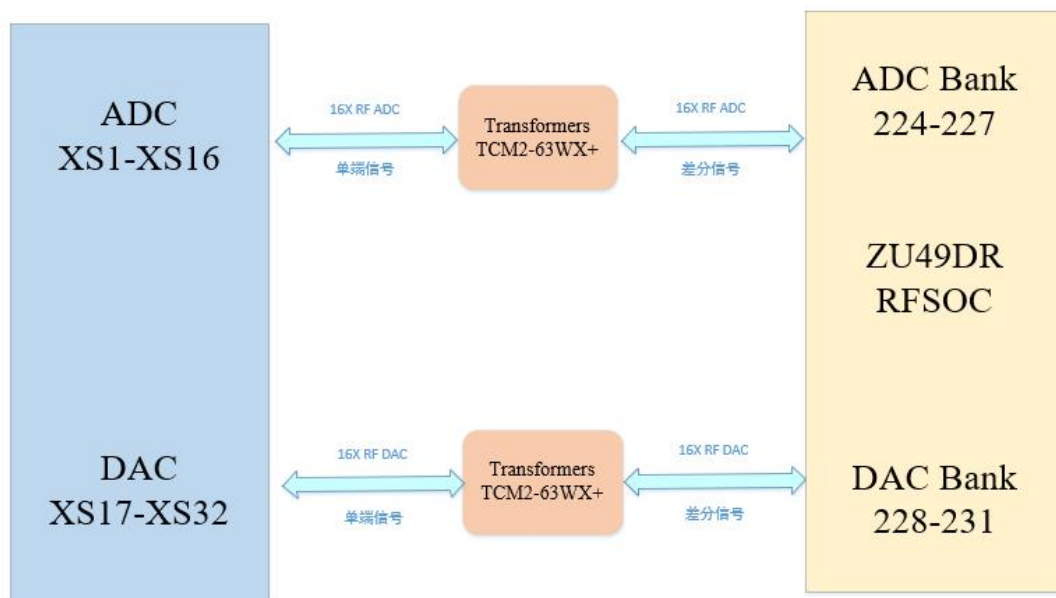 ADC
XS1-XS16
16X RF ADC
单端信号
Transformers
TCM2-63WX+
16X RF ADC
差分信号
ADC Bank
224-227
ZU49DR
RFSOC
DAC
XS17-XS32
16X RF DAC
单端信号
Transformers
TCM2-63WX+
16X RF DAC
差分信号
DAC Bank
228-231